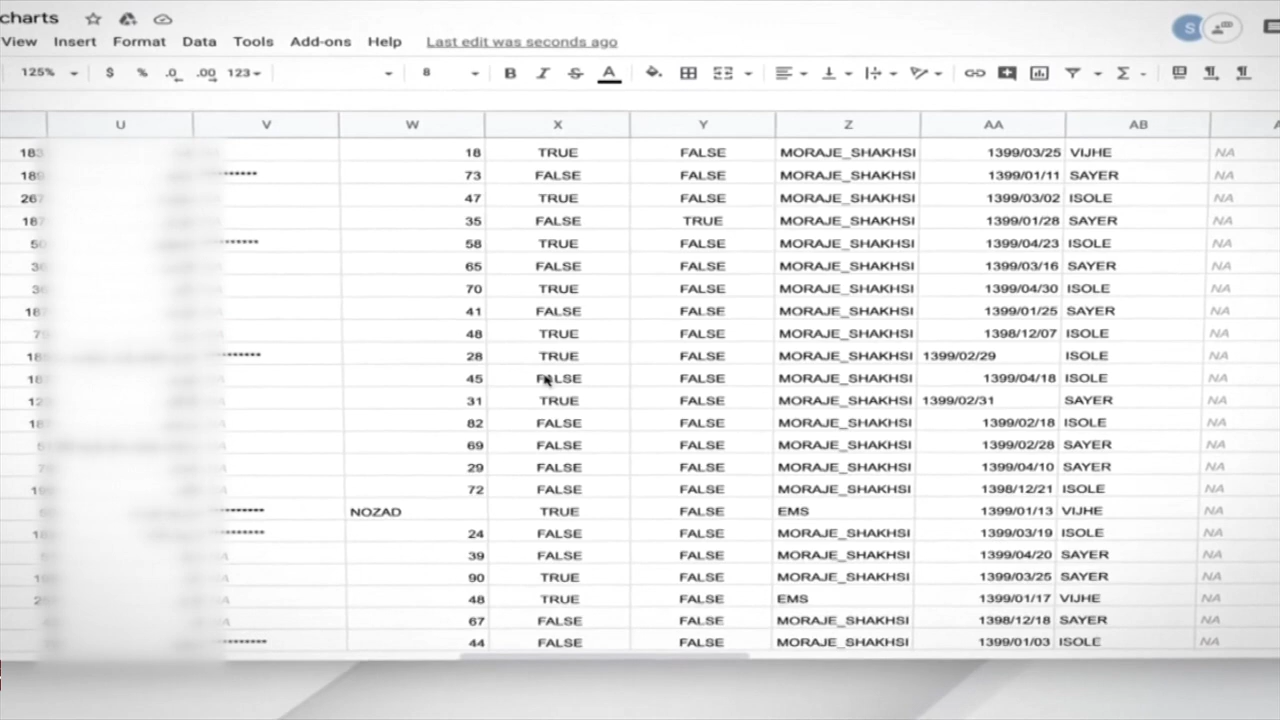 charts
View Insert Format Data Tools Add-ons Help Last edit was seconds ago
125% $ % .0 .00 123 8 B I S A
S
U V W X Y Z AA AB
183 18 TRUE FALSE MORAJE_SHAKHSI 1399/03/25 VIJHE NA
189 ******** 73 FALSE FALSE MORAJE_SHAKHSI 1399/01/11 SAYER NA
267 47 TRUE FALSE MORAJE_SHAKHSI 1399/03/02 ISOLE NA
187 35 FALSE TRUE MORAJE_SHAKHSI 1399/01/28 SAYER NA
50 ******** 58 TRUE FALSE MORAJE_SHAKHSI 1399/04/23 ISOLE NA
65 FALSE FALSE MORAJE_SHAKHSI 1399/03/16 SAYER NA
70 TRUE FALSE MORAJE_SHAKHSI 1399/04/30 ISOLE NA
187 41 FALSE FALSE MORAJE_SHAKHSI 1399/01/25 SAYER NA
48 TRUE FALSE MORAJE_SHAKHSI 1398/12/07 ISOLE NA
******** 28 TRUE FALSE MORAJE_SHAKHSI 1399/02/29 ISOLE NA
45 FALSE FALSE MORAJE_SHAKHSI 1399/04/18 ISOLE NA
31 TRUE FALSE MORAJE_SHAKHSI 1399/02/31 SAYER NA
82 FALSE FALSE MORAJE_SHAKHSI 1399/02/18 ISOLE NA
69 FALSE FALSE MORAJE_SHAKHSI 1399/02/28 SAYER NA
29 FALSE FALSE MORAJE_SHAKHSI 1399/04/10 SAYER NA
72 FALSE FALSE MORAJE_SHAKHSI 1398/12/21 ISOLE NA
******** NOZAD TRUE FALSE EMS 1399/01/13 VIJHE NA
******** 24 FALSE FALSE MORAJE_SHAKHSI 1399/03/19 ISOLE NA
39 FALSE FALSE MORAJE_SHAKHSI 1399/04/20 SAYER NA
90 TRUE FALSE MORAJE_SHAKHSI 1399/03/25 SAYER NA
48 TRUE FALSE EMS 1399/01/17 VIJHE NA
67 FALSE FALSE MORAJE_SHAKHSI 1398/12/18 SAYER NA
******** 44 FALSE FALSE MORAJE_SHAKHSI 1399/01/03 ISOLE NA